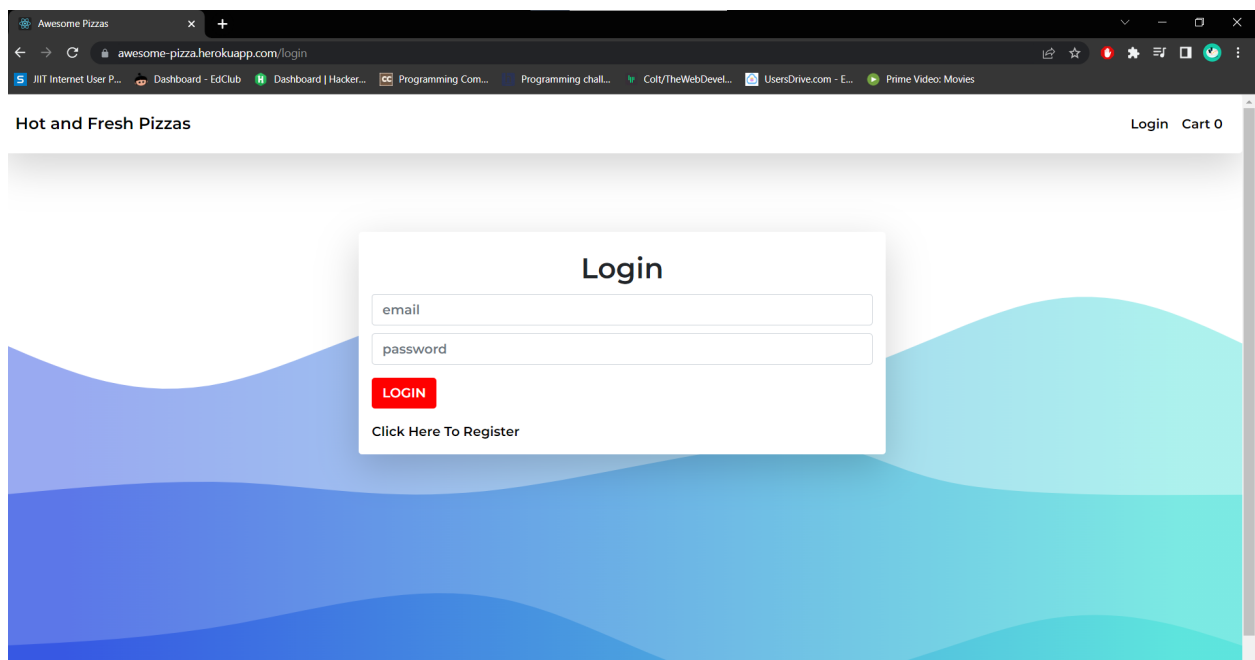 Awesome Pizzas
awesome-pizza.herokuapp.com/login
JIIT Internet User P... Dashboard - EdClub Dashboard | Hacker... Programming Com... Programming chall... Colt/TheWebDevel... UsersDrive.com - E... Prime Video: Movies
Hot and Fresh Pizzas Login Cart 0
Login
email
password
LOGIN
Click Here To Register